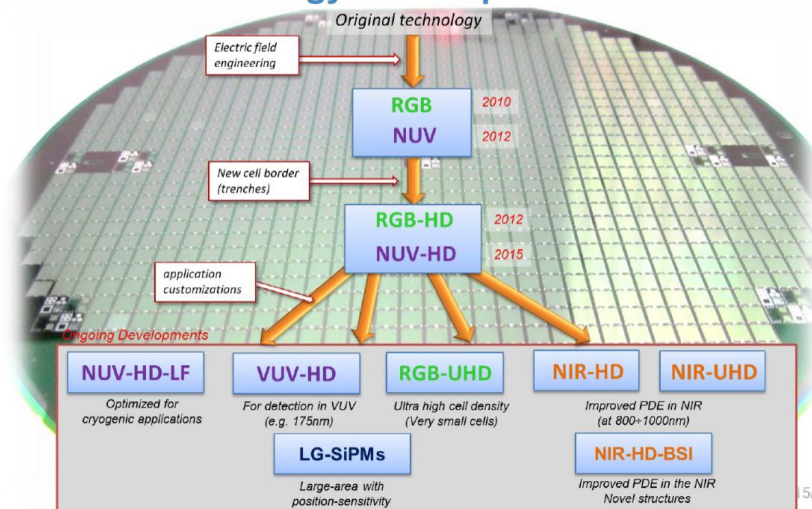 Original technology
Electric field
engineering
RGB
2010
NUV
2012
New cell border
(trenches)
RGB-HD
2012
NUV-HD
2015
application
customizations
Ongoing Developments
NUV-HD-LF
VUV-HD
RGB-UHD
NIR-HD
NIR-UHD
Optimized for
cryogenic applications
For detection in VUV
(e.g. 175nm)
Ultra high cell density
(Very small cells)
Improved PDE in NIR
(at 800÷1000nm)
LG-SiPMs
NIR-HD-BSI
Large-area with
position-sensitivity
Improved PDE in the NIR
Novel structures
15/